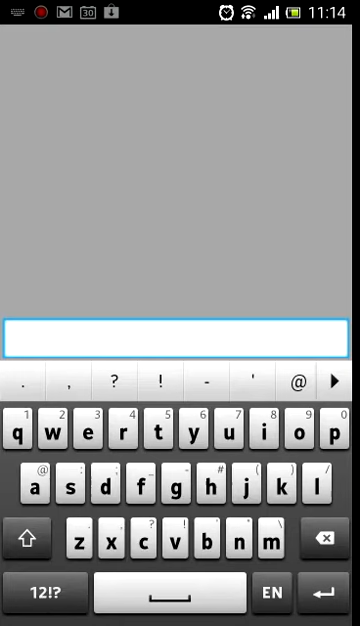 30 11:14
. , ? ! - ' @
1 2 3 4 5 6 7 8 9 0
q w e r t y u i o p
@ : ; _ - # ( ) /
a s d f g h j k l
. , ? ! " * \
z x c v b n m
12!? EN